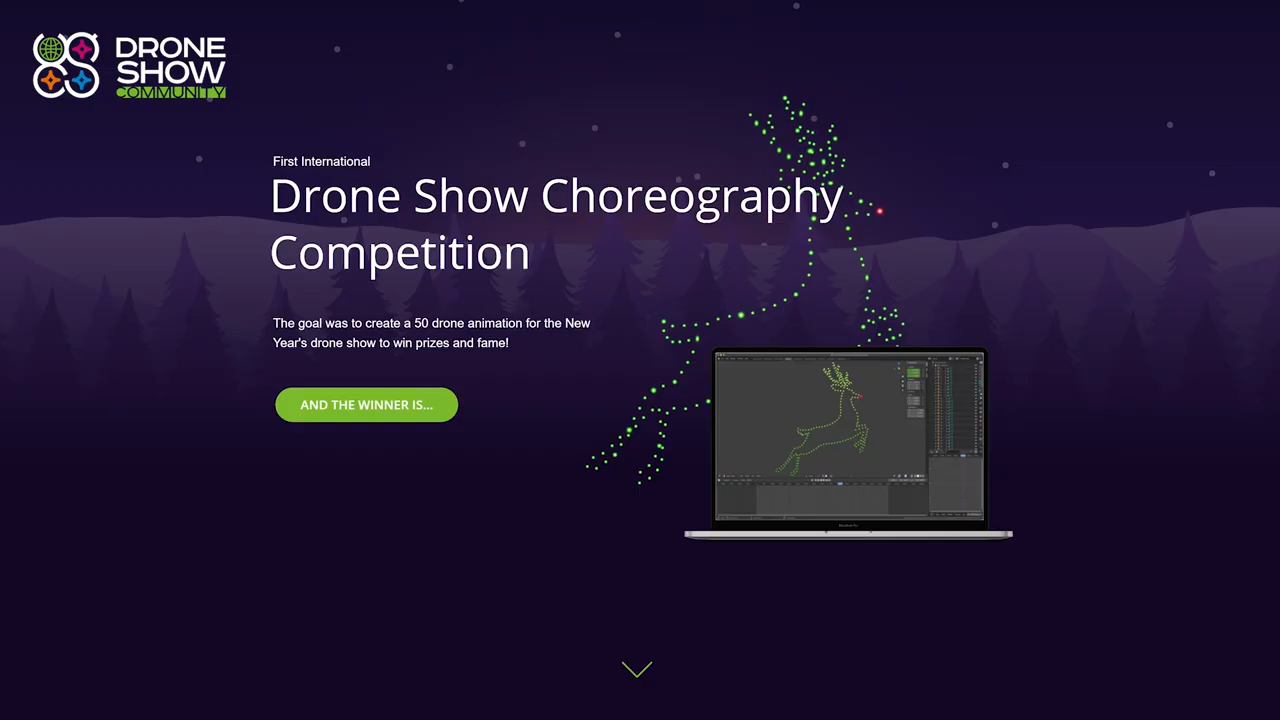 DRONE
SHOW
COMMUNITY
First International
Drone Show Choreography
Competition
The goal was to create a 50 drone animation for the New
Year's drone show to win prizes and fame!
AND THE WINNER IS...